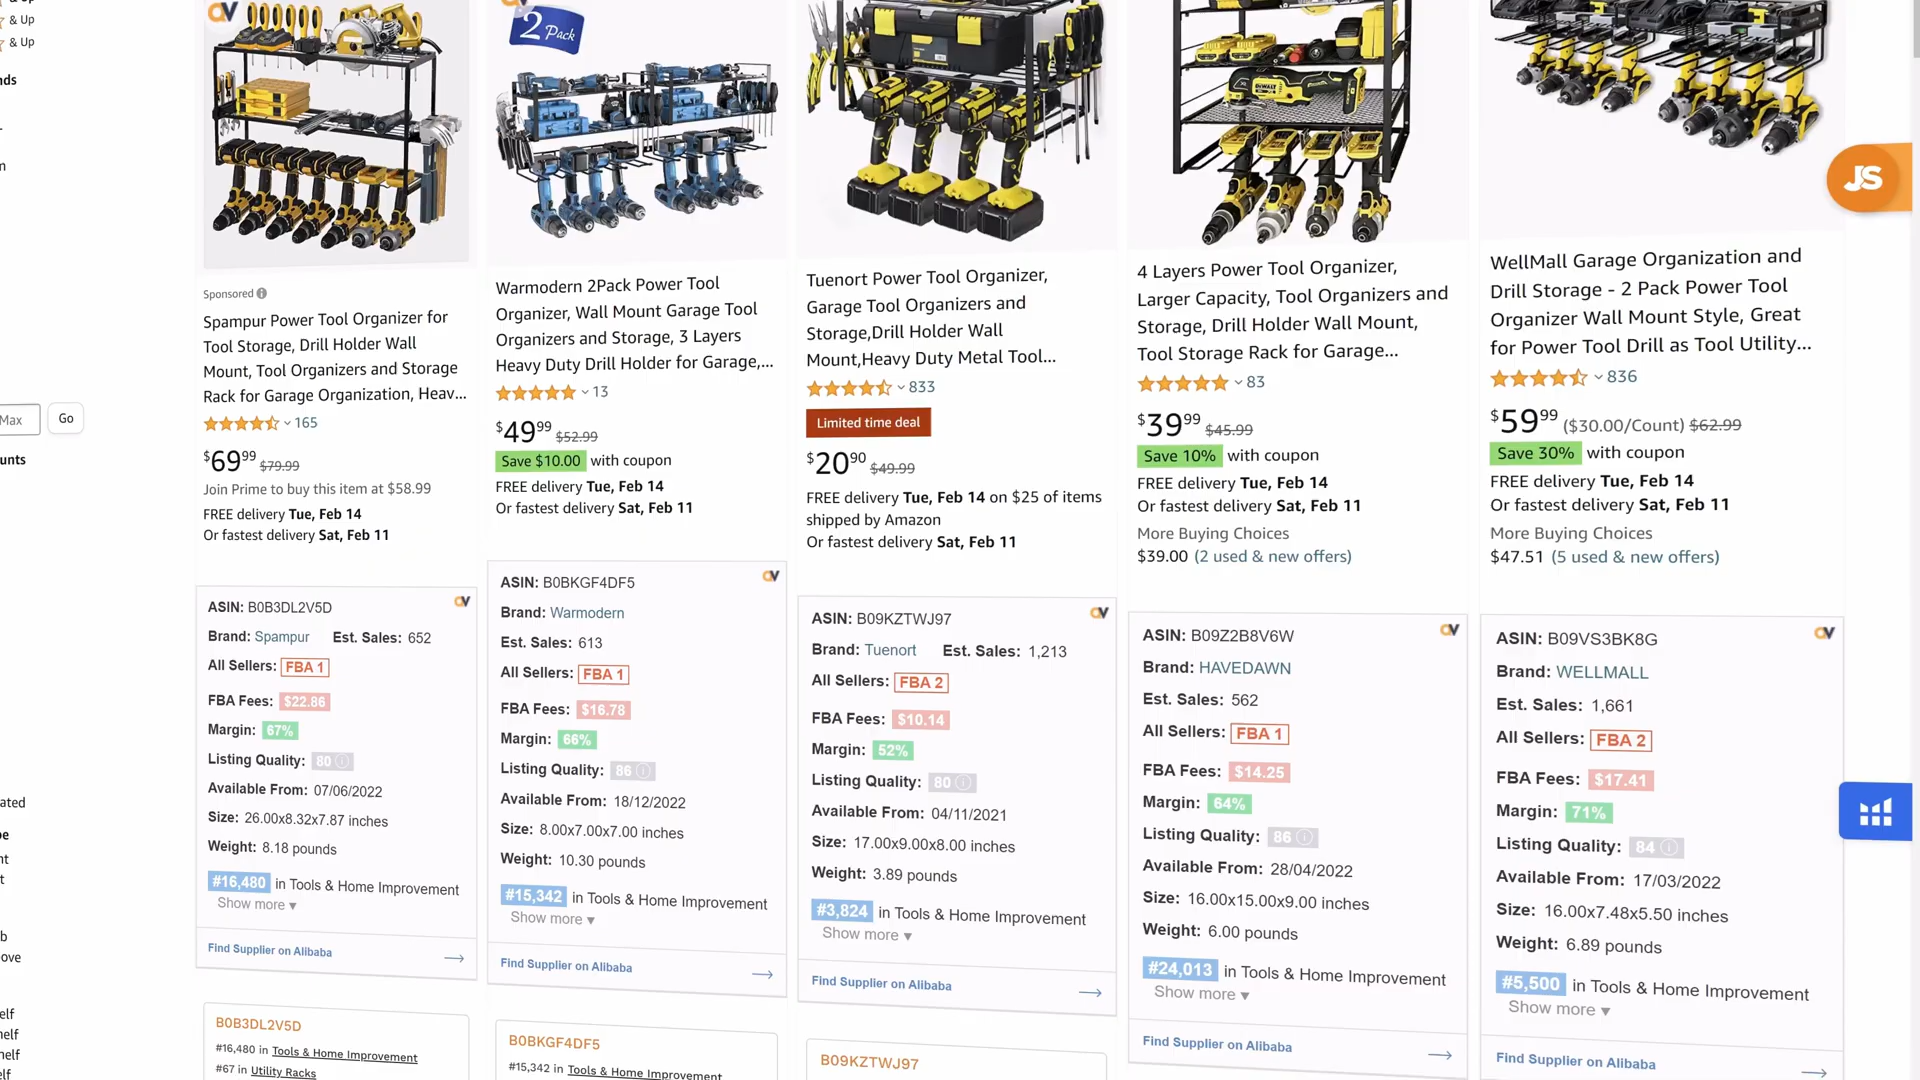 & Up
& Up
Max
Go
2 Pack
DEWALT
Sponsored
Spampur Power Tool Organizer for
Tool Storage, Drill Holder Wall
Mount, Tool Organizers and Storage
Rack for Garage Organization, Heav...
165
$69.99 $79.99
Join Prime to buy this item at $58.99
FREE delivery Tue, Feb 14
Or fastest delivery Sat, Feb 11
ASIN: B0B3DL2V5D
Brand: Spampur Est. Sales: 652
All Sellers: FBA 1
FBA Fees: $22.86
Margin: 67%
Listing Quality: 80
Available From: 07/06/2022
Size: 26.00x8.32x7.87 inches
Weight: 8.18 pounds
#16,480 in Tools & Home Improvement
Show more ▼
Find Supplier on Alibaba
B0B3DL2V5D
#16,480 in Tools & Home Improvement
#67 in Utility Racks
Warmodern 2Pack Power Tool
Organizer, Wall Mount Garage Tool
Organizers and Storage, 3 Layers
Heavy Duty Drill Holder for Garage,...
13
$49.99 $52.99
Save $10.00 with coupon
FREE delivery Tue, Feb 14
Or fastest delivery Sat, Feb 11
ASIN: B0BKGF4DF5
Brand: Warmodern
Est. Sales: 613
All Sellers: FBA 1
FBA Fees: $16.78
Margin: 66%
Listing Quality: 86
Available From: 18/12/2022
Size: 8.00x7.00x7.00 inches
Weight: 10.30 pounds
#15,342 in Tools & Home Improvement
Show more ▼
Find Supplier on Alibaba
B0BKGF4DF5
#15,342 in Tools & Home Improvement
Tuenort Power Tool Organizer,
Garage Tool Organizers and
Storage,Drill Holder Wall
Mount,Heavy Duty Metal Tool...
833
Limited time deal
$20.90 $49.99
FREE delivery Tue, Feb 14 on $25 of items
shipped by Amazon
Or fastest delivery Sat, Feb 11
ASIN: B09KZTWJ97
Brand: Tuenort Est. Sales: 1,213
All Sellers: FBA 2
FBA Fees: $10.14
Margin: 52%
Listing Quality: 80
Available From: 04/11/2021
Size: 17.00x9.00x8.00 inches
Weight: 3.89 pounds
#3,824 in Tools & Home Improvement
Show more ▼
Find Supplier on Alibaba
B09KZTWJ97
4 Layers Power Tool Organizer,
Larger Capacity, Tool Organizers and
Storage, Drill Holder Wall Mount,
Tool Storage Rack for Garage...
83
$39.99 $45.99
Save 10% with coupon
FREE delivery Tue, Feb 14
Or fastest delivery Sat, Feb 11
More Buying Choices
$39.00 (2 used & new offers)
ASIN: B09Z2B8V6W
Brand: HAVEDAWN
Est. Sales: 562
All Sellers: FBA 1
FBA Fees: $14.25
Margin: 64%
Listing Quality: 86
Available From: 28/04/2022
Size: 16.00x15.00x9.00 inches
Weight: 6.00 pounds
#24,013 in Tools & Home Improvement
Show more ▼
Find Supplier on Alibaba
WellMall Garage Organization and
Drill Storage - 2 Pack Power Tool
Organizer Wall Mount Style, Great
for Power Tool Drill as Tool Utility...
836
$59.99 ($30.00/Count) $62.99
Save 30% with coupon
FREE delivery Tue, Feb 14
Or fastest delivery Sat, Feb 11
More Buying Choices
$47.51 (5 used & new offers)
ASIN: B09VS3BK8G
Brand: WELLMALL
Est. Sales: 1,661
All Sellers: FBA 2
FBA Fees: $17.41
Margin: 71%
Listing Quality: 84
Available From: 17/03/2022
Size: 16.00x7.48x5.50 inches
Weight: 6.89 pounds
#5,500 in Tools & Home Improvement
Show more ▼
Find Supplier on Alibaba
JS